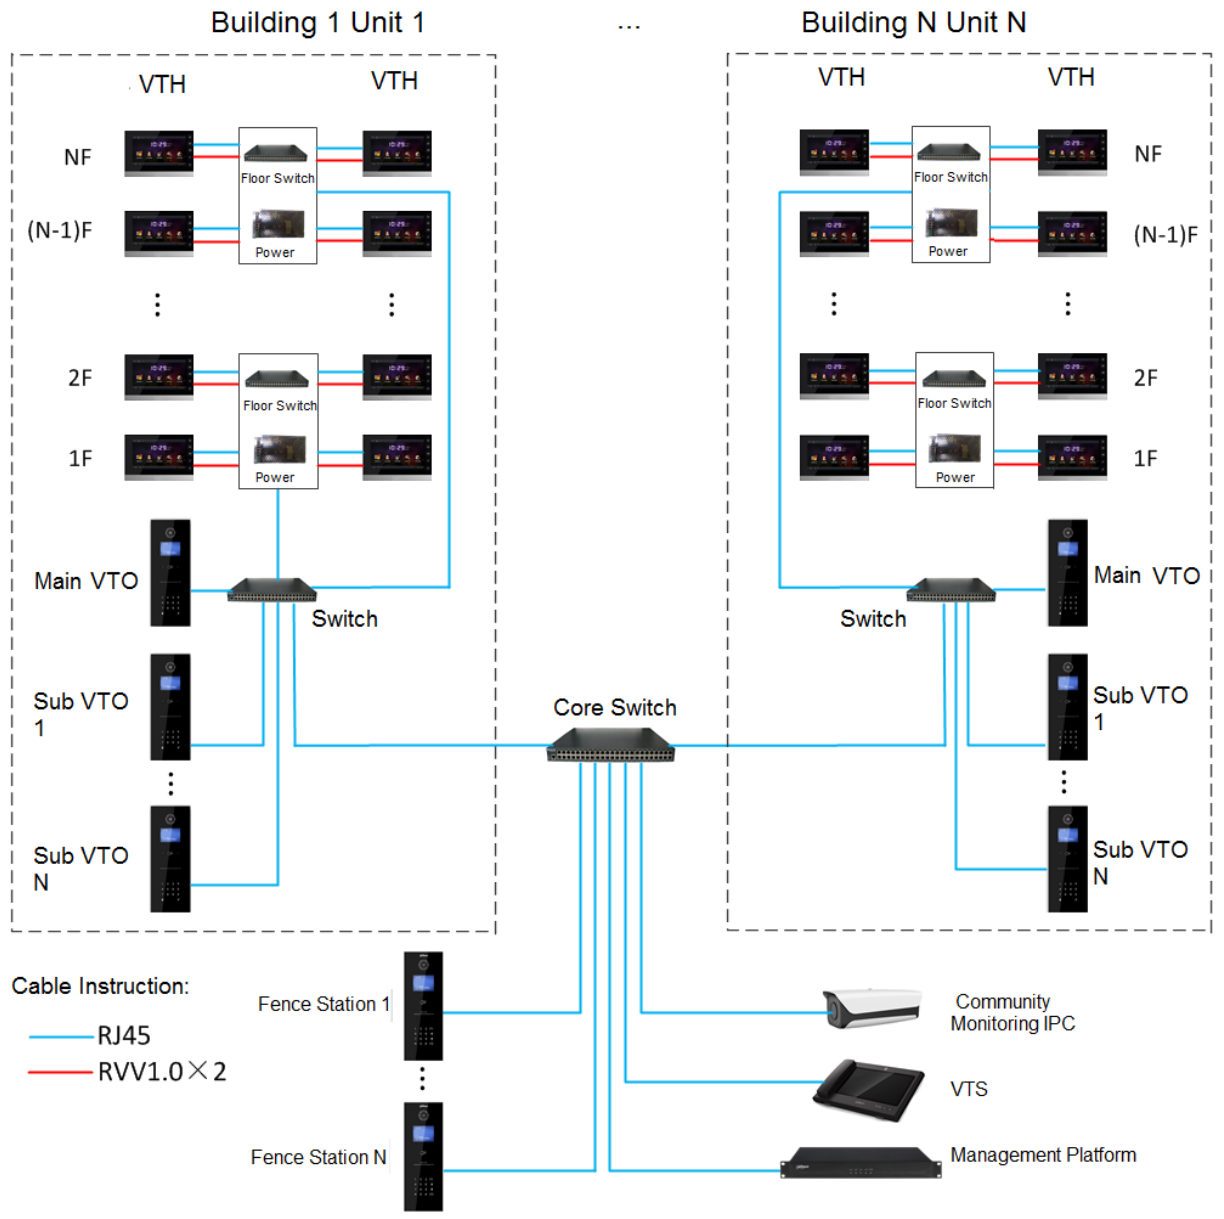 Building 1 Unit 1
...
Building N Unit N
VTH
VTH
VTH
VTH
NF
Floor Switch
Floor Switch
NF
(N-1)F
Power
Power
(N-1)F
2F
Floor Switch
Floor Switch
2F
1F
Power
Power
1F
Main VTO
Switch
Switch
Main VTO
Sub VTO
1
Core Switch
Sub VTO
1
Sub VTO
N
Sub VTO
N
Cable Instruction:
RJ45
RVV1.0×2
Fence Station 1
Community
Monitoring IPC
VTS
Fence Station N
Management Platform